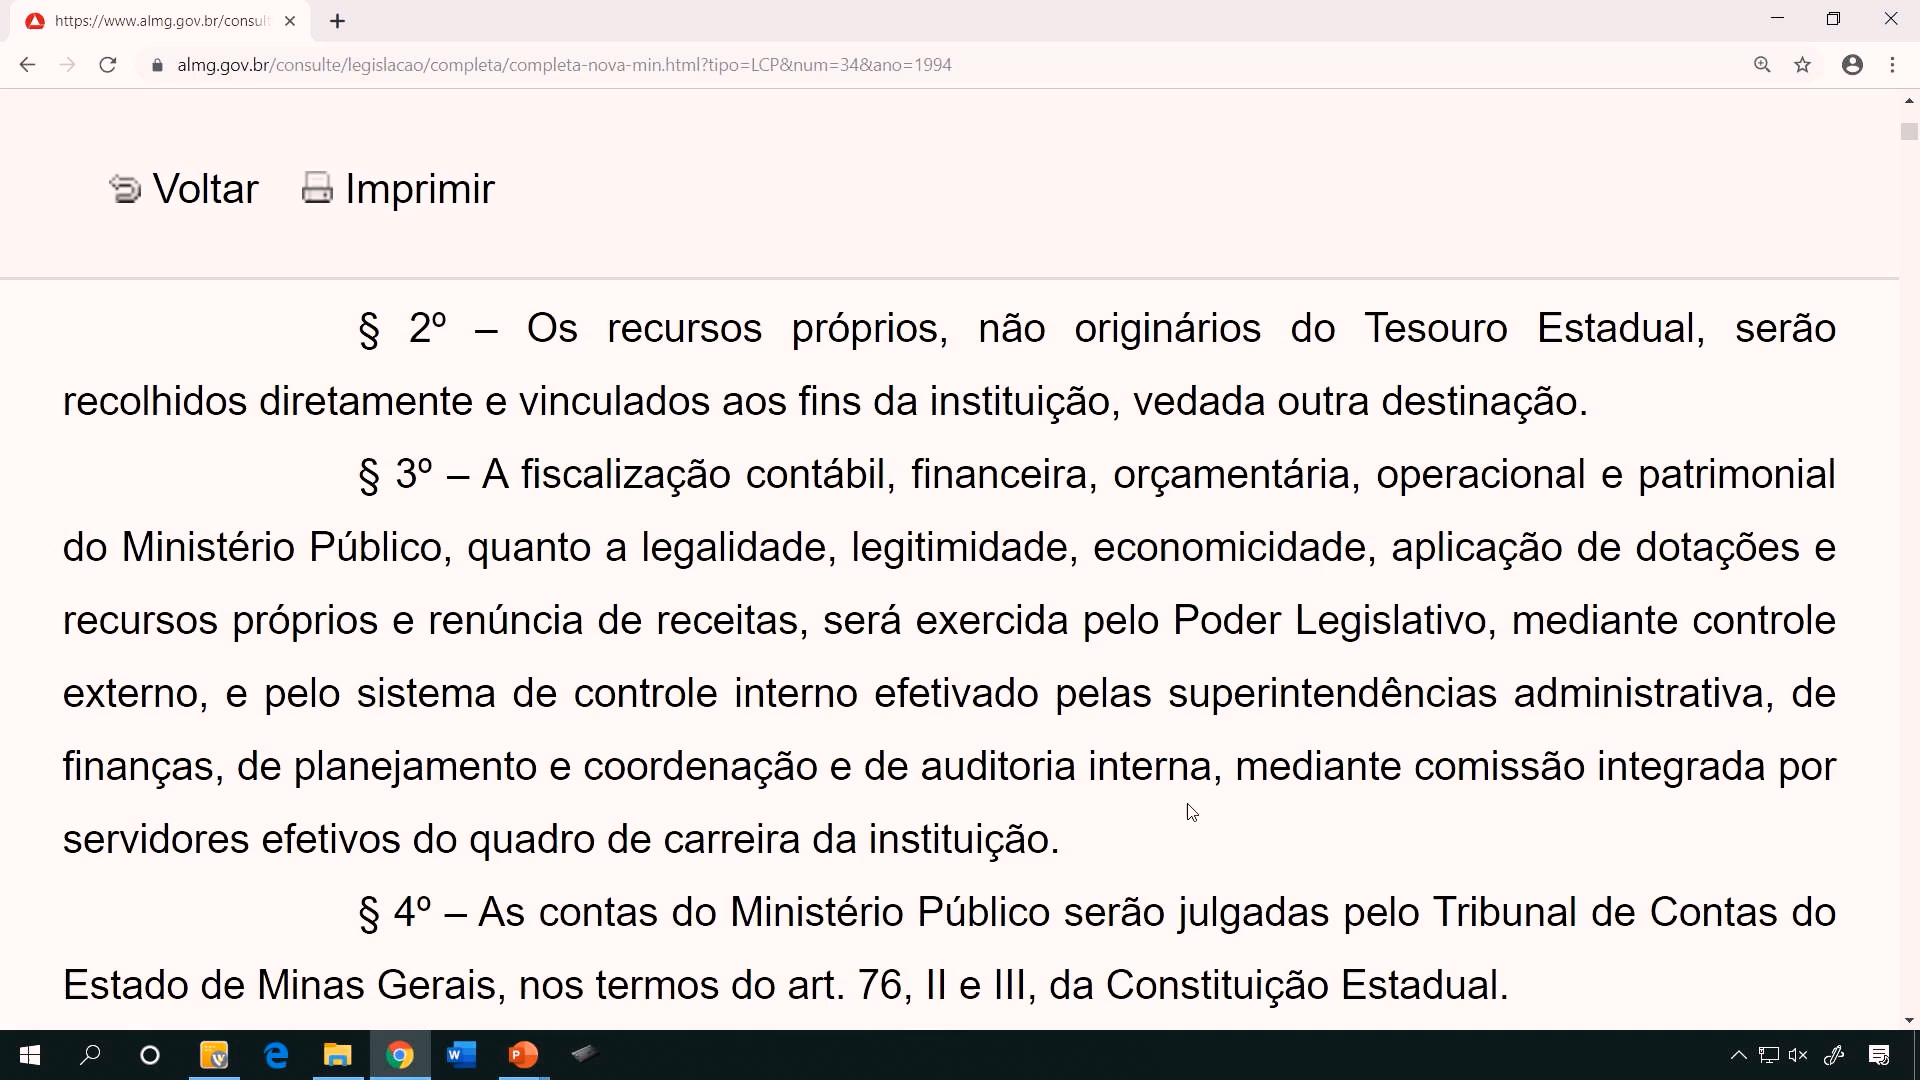 https://www.almg.gov.br/consult
almg.gov.br/consulte/legislacao/completa/completa-nova-min.html?tipo=LCP&num=34&ano=1994
Voltar Imprimir
§ 2º – Os recursos próprios, não originários do Tesouro Estadual, serão
recolhidos diretamente e vinculados aos fins da instituição, vedada outra destinação.
§ 3º – A fiscalização contábil, financeira, orçamentária, operacional e patrimonial
do Ministério Público, quanto a legalidade, legitimidade, economicidade, aplicação de dotações e
recursos próprios e renúncia de receitas, será exercida pelo Poder Legislativo, mediante controle
externo, e pelo sistema de controle interno efetivado pelas superintendências administrativa, de
finanças, de planejamento e coordenação e de auditoria interna, mediante comissão integrada por
servidores efetivos do quadro de carreira da instituição.
§ 4º – As contas do Ministério Público serão julgadas pelo Tribunal de Contas do
Estado de Minas Gerais, nos termos do art. 76, II e III, da Constituição Estadual.